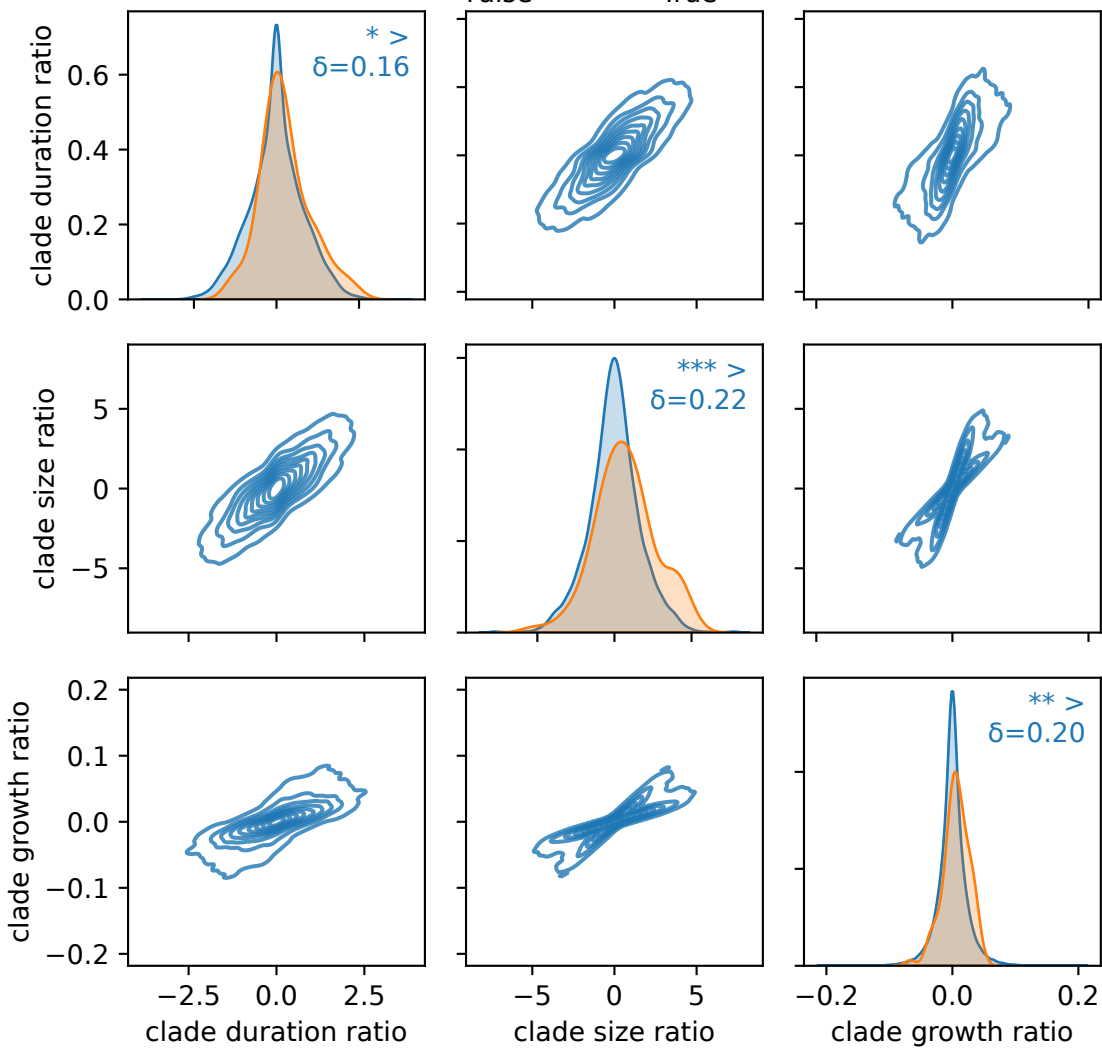 False True
clade duration ratio
* >
δ=0.16
0.6
0.4
0.2
0.0
clade size ratio
*** >
δ=0.22
5
0
−5
clade growth ratio
** >
δ=0.20
0.2
0.1
0.0
−0.1
−0.2
−2.5 0.0 2.5 −5 0 5 −0.2 0.0 0.2
clade duration ratio clade size ratio clade growth ratio